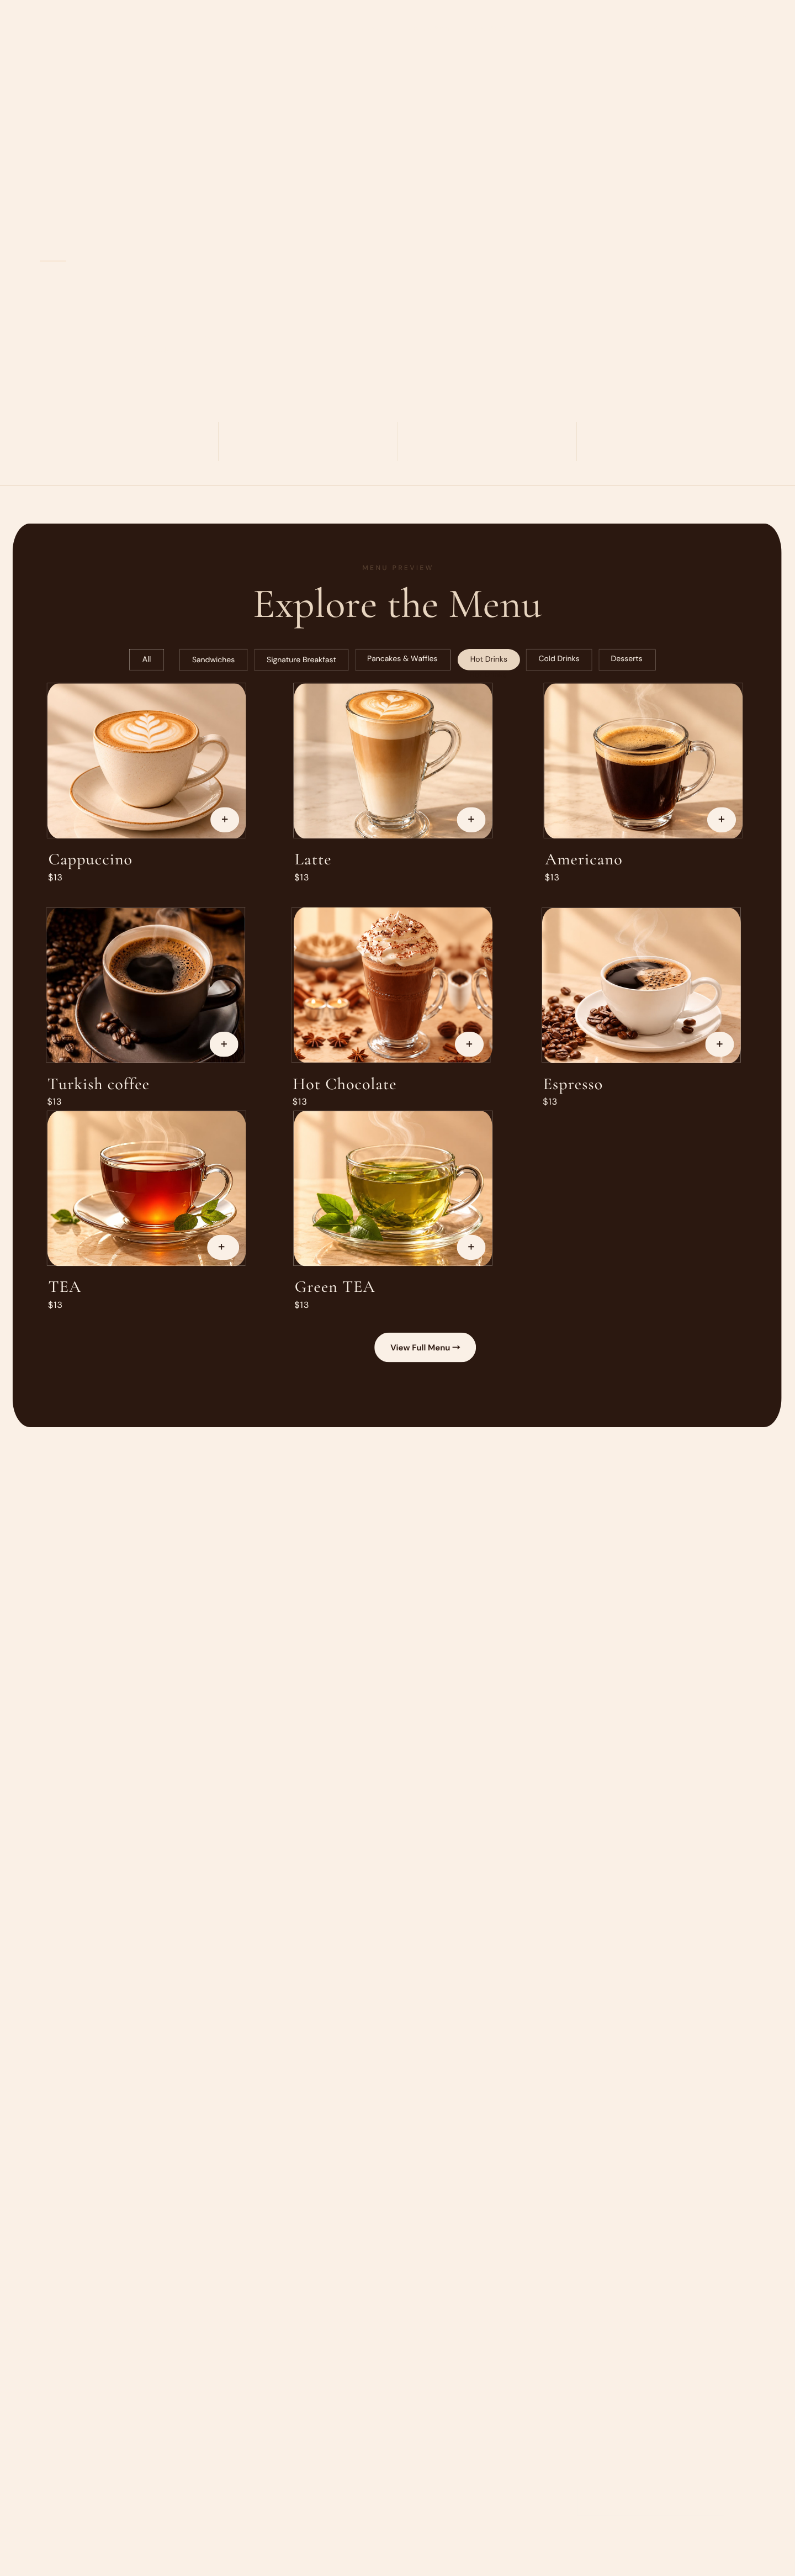 MENU PREVIEW
Explore the Menu
All Sandwiches Signature Breakfast Pancakes & Waffles Hot Drinks Cold Drinks Desserts
+ + +
Cappuccino Latte Americano
$13 $13 $13
+ + +
Turkish coffee Hot Chocolate Espresso
$13 $13 $13
+ +
TEA Green TEA
$13 $13
View Full Menu →